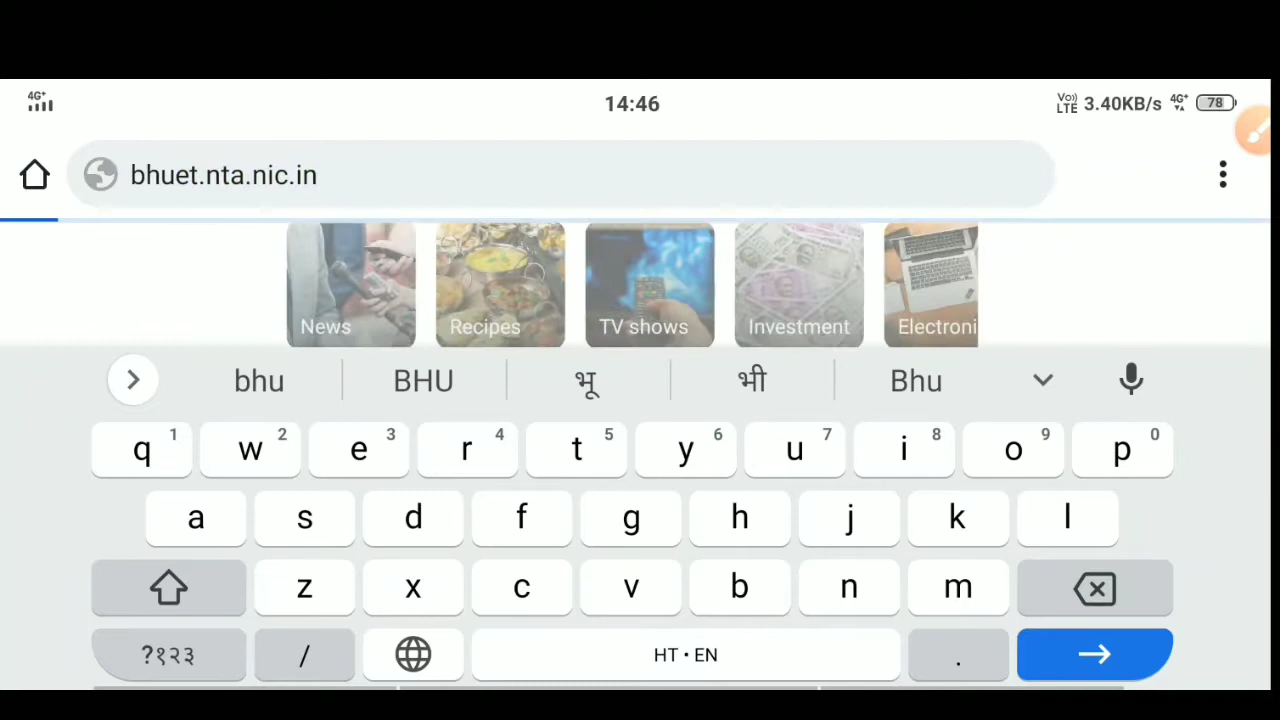 4G+ 14:46 Vo)) LTE 3.40KB/s 4G+ 78
bhuet.nta.nic.in
News Recipes TV shows Investment Electroni
bhu BHU भू भी Bhu
q 1 w 2 e 3 r 4 t 5 y 6 u 7 i 8 o 9 p 0
a s d f g h j k l
z x c v b n m
?१२३ / HT • EN .